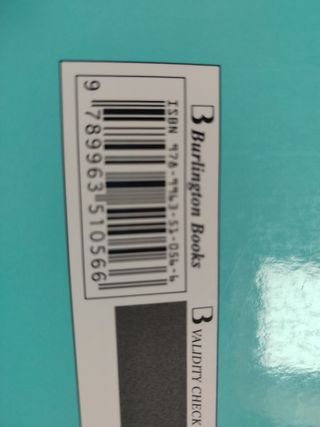 B Burlington Books
ISBN 978-9963-51-056-6
9 789963 510566
B VALIDITY CHECK